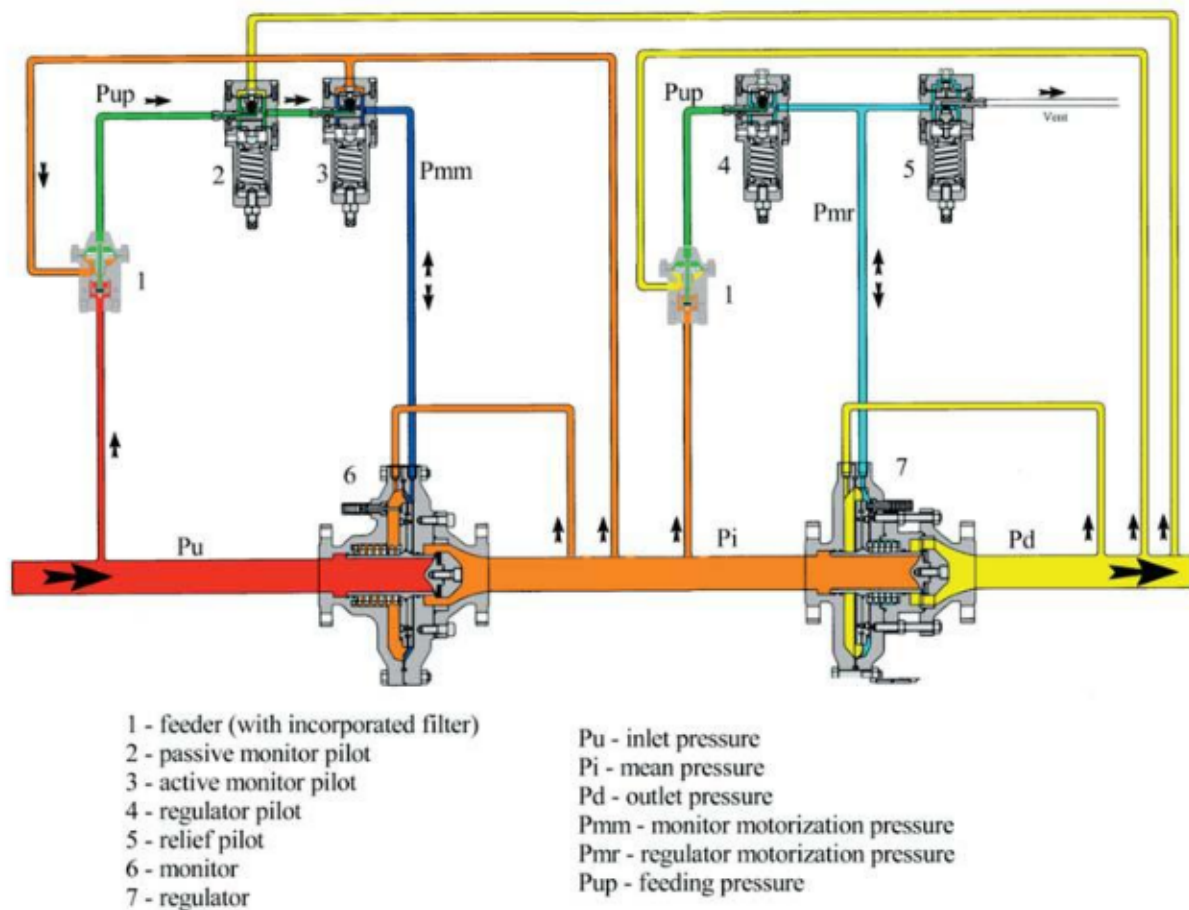 Pup
2
3
Pmm
1
Pup
4
5
Vent
Pmr
1
6
7
Pu
Pi
Pd
1 - feeder (with incorporated filter)
2 - passive monitor pilot
3 - active monitor pilot
4 - regulator pilot
5 - relief pilot
6 - monitor
7 - regulator
Pu - inlet pressure
Pi - mean pressure
Pd - outlet pressure
Pmm - monitor motorization pressure
Pmr - regulator motorization pressure
Pup - feeding pressure